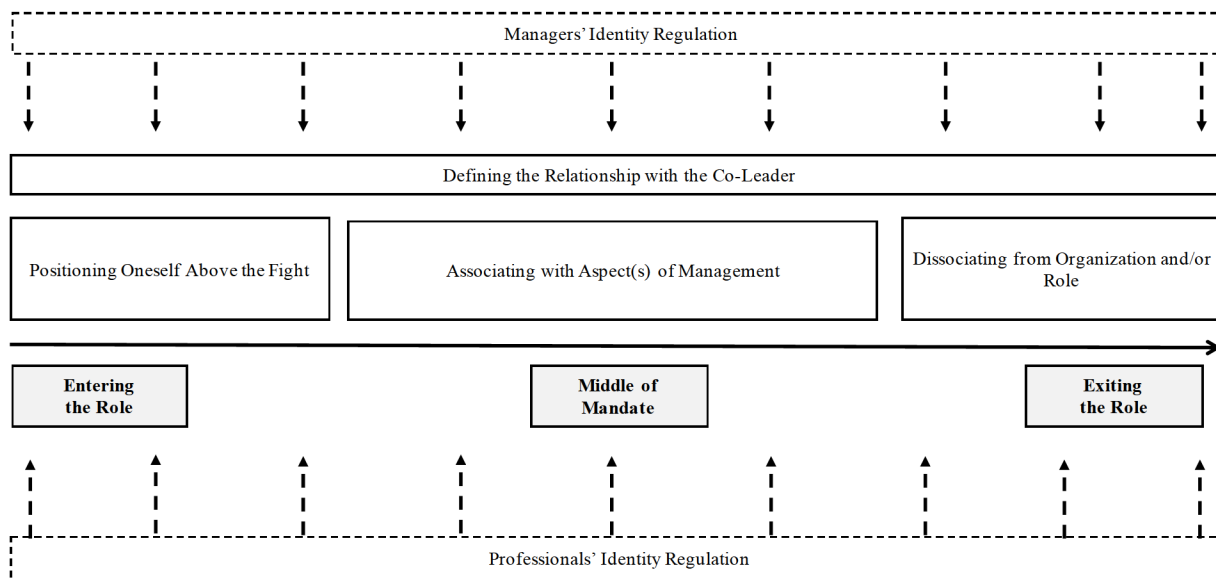 Managers' Identity Regulation
Defining the Relationship with the Co-Leader
Positioning Oneself Above the Fight
Associating with Aspect(s) of Management
Dissociating from Organization and/or
Role
Entering
the Role
Middle of
Mandate
Exiting
the Role
Professionals' Identity Regulation